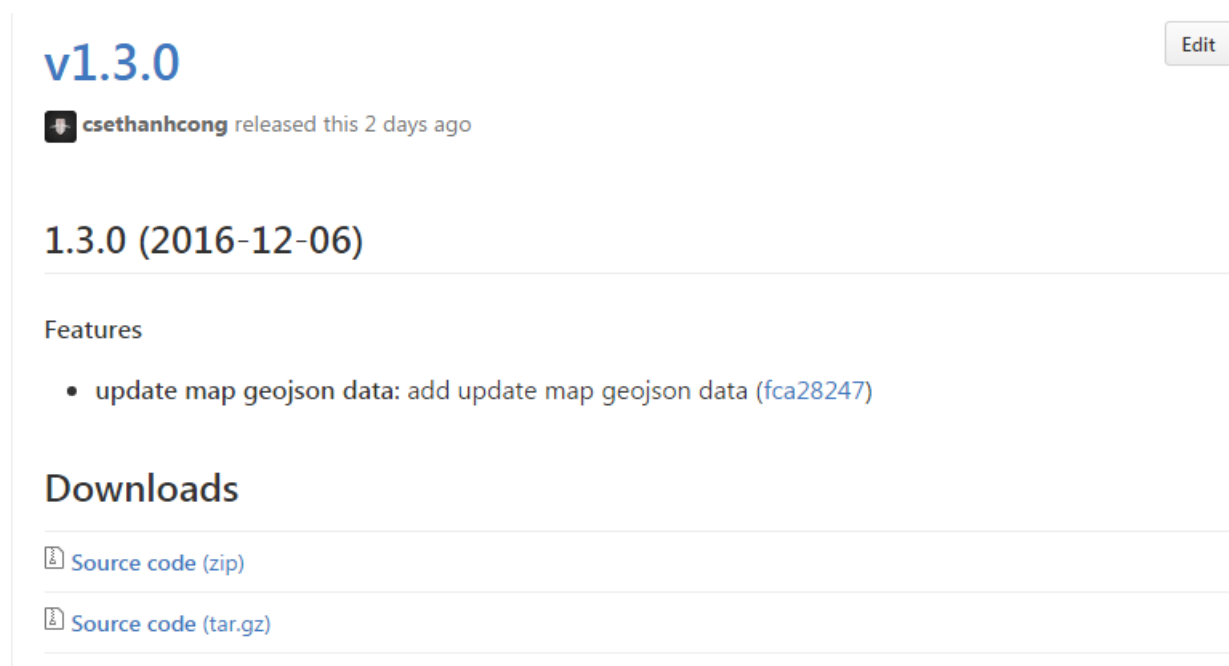 v1.3.0
Edit
csethanhcong released this 2 days ago
1.3.0 (2016-12-06)
Features
update map geojson data: add update map geojson data (fca28247)
Downloads
Source code (zip)
Source code (tar.gz)